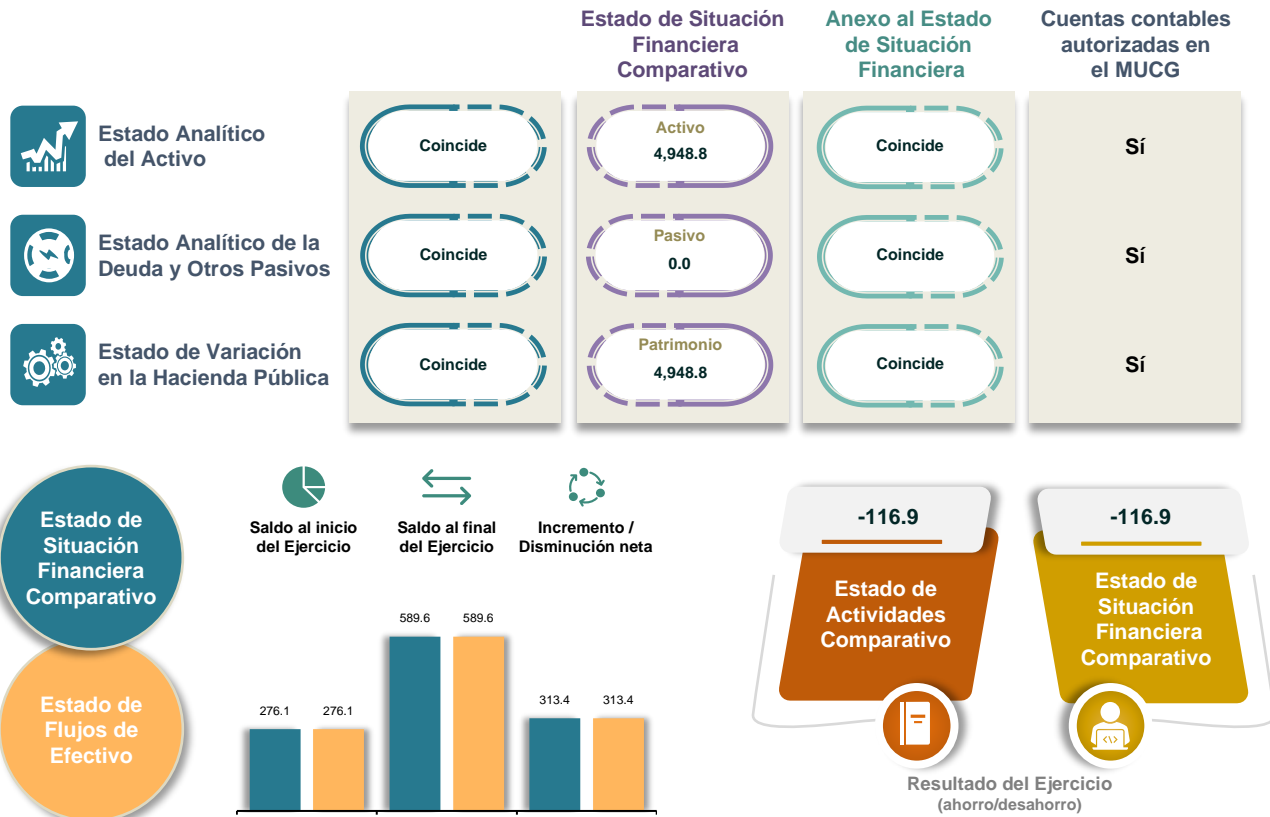 Estado de Situación
Financiera
Comparativo
Anexo al Estado
de Situación
Financiera
Cuentas contables
autorizadas en
el MUCG
Estado Analítico
del Activo
Coincide
Activo
4,948.8
Coincide
Sí
Estado Analítico de la
Deuda y Otros Pasivos
Coincide
Pasivo
0.0
Coincide
Sí
Estado de Variación
en la Hacienda Pública
Coincide
Patrimonio
4,948.8
Coincide
Sí
Estado de
Situación
Financiera
Comparativo
Estado de
Flujos de
Efectivo
Saldo al inicio
del Ejercicio
Saldo al final
del Ejercicio
Incremento /
Disminución neta
276.1
276.1
589.6
589.6
313.4
313.4
-116.9
Estado de
Actividades
Comparativo
-116.9
Estado de
Situación
Financiera
Comparativo
Resultado del Ejercicio
(ahorro/desahorro)